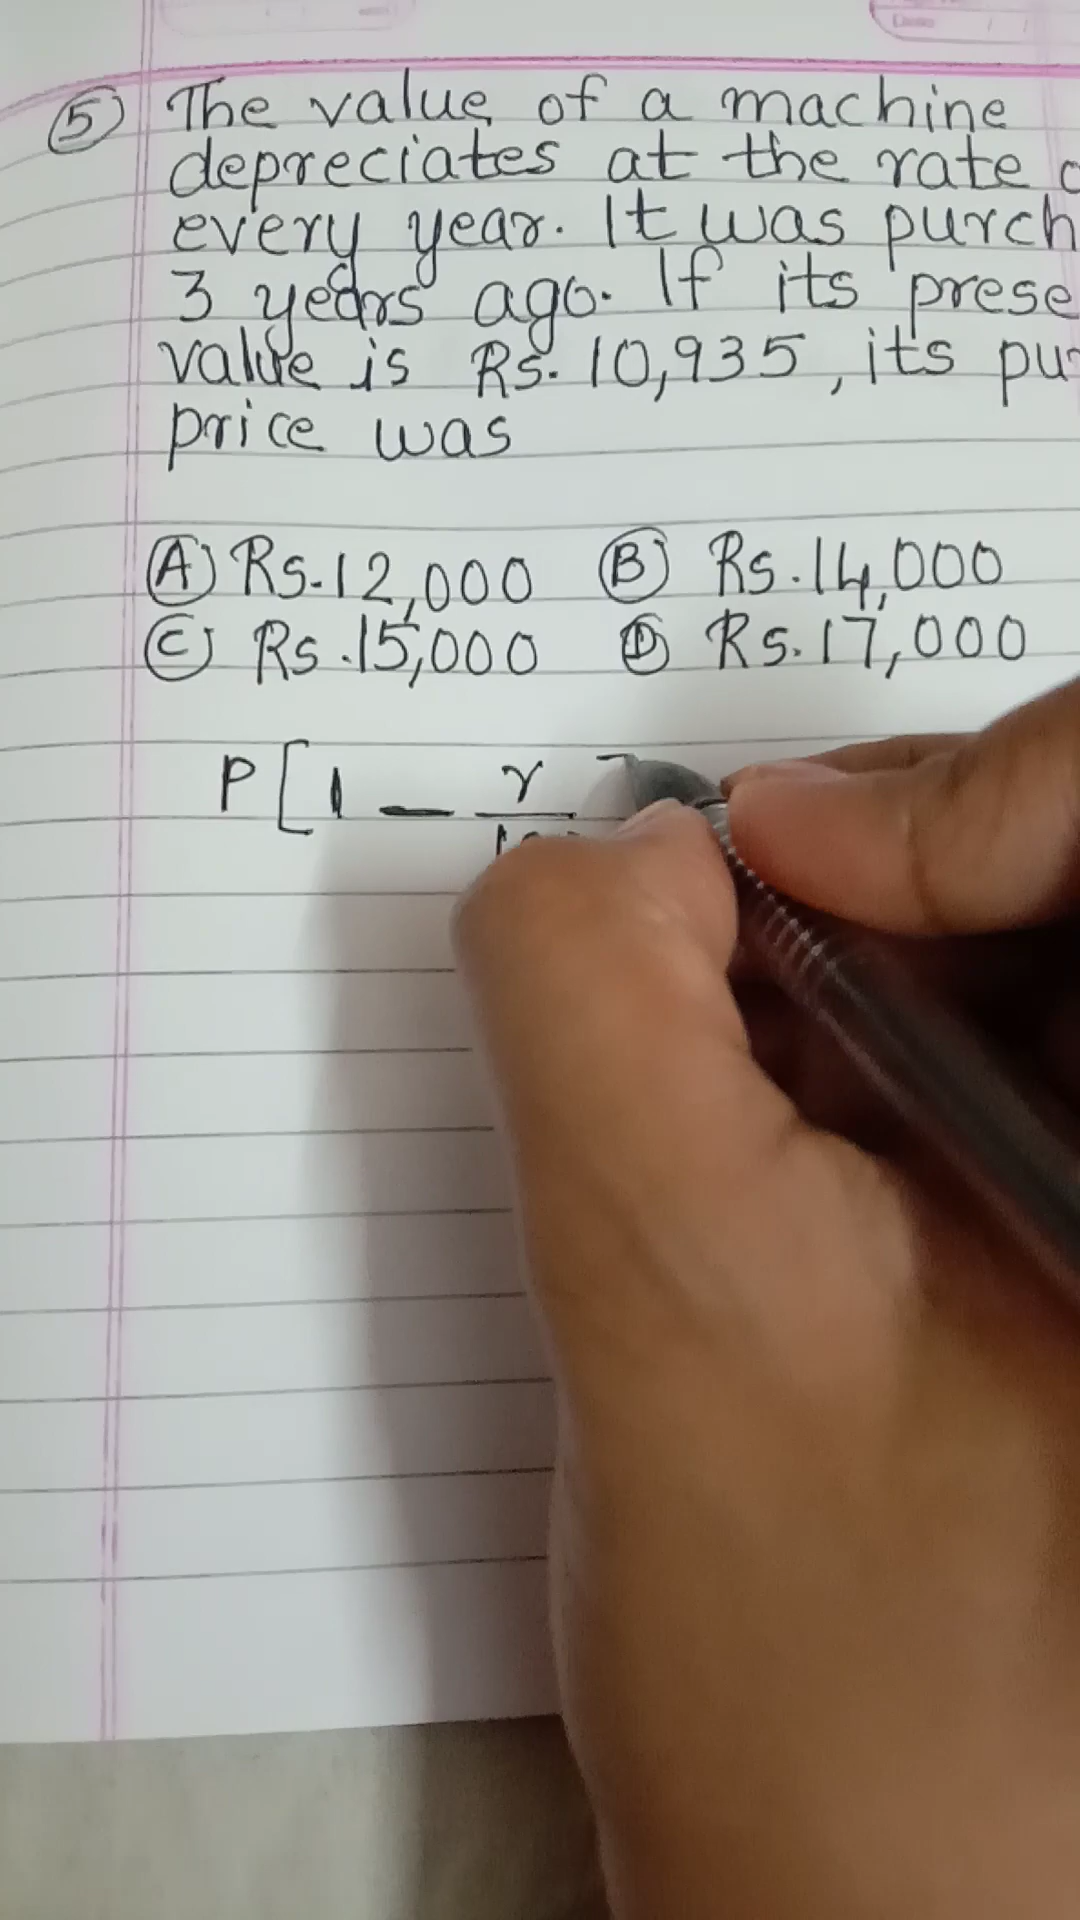 ⑤ The value of a machine
depreciates at the rate
every year. It was purch
3 years ago. If its prese
value is Rs. 10,935, its pu
price was
Ⓐ Rs. 12,000 Ⓑ Rs. 14,000
Ⓒ Rs. 15,000 Ⓓ Rs. 17,000
P [ 1 - r